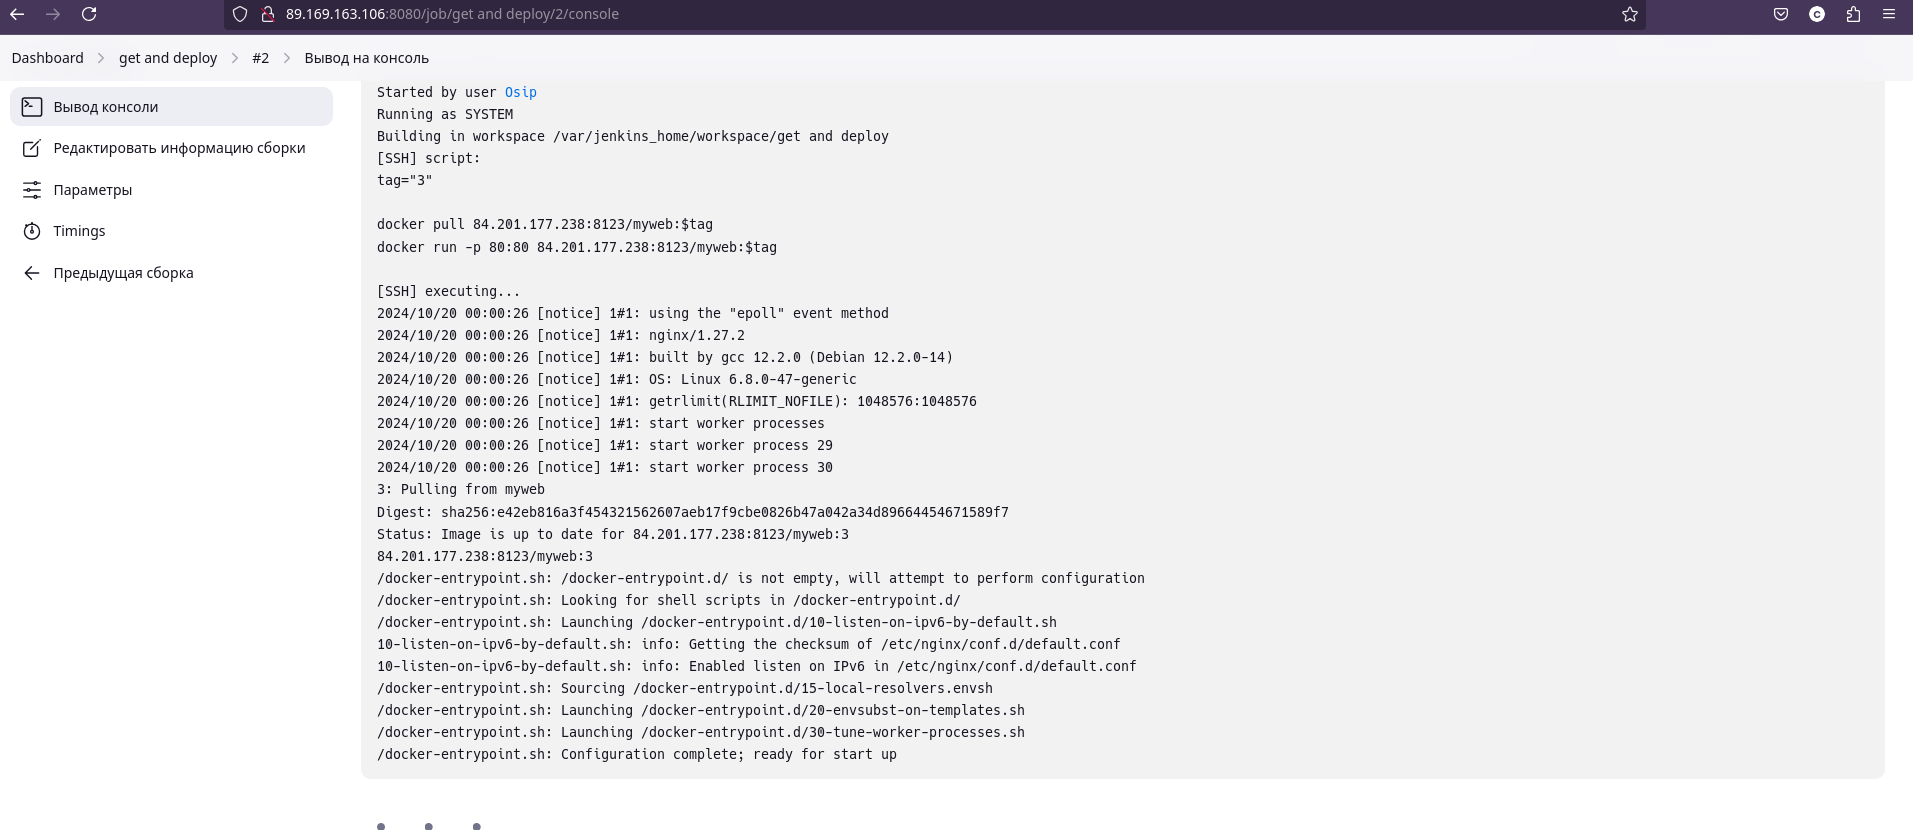 89.169.163.106:8080/job/get and deploy/2/console
Dashboard > get and deploy > #2 > Вывод на консоль
Вывод консоли
Редактировать информацию сборки
Параметры
Timings
Предыдущая сборка
Started by user Osip
Running as SYSTEM
Building in workspace /var/jenkins_home/workspace/get and deploy
[SSH] script:
tag="3"
docker pull 84.201.177.238:8123/myweb:$tag
docker run -p 80:80 84.201.177.238:8123/myweb:$tag
[SSH] executing...
2024/10/20 00:00:26 [notice] 1#1: using the "epoll" event method
2024/10/20 00:00:26 [notice] 1#1: nginx/1.27.2
2024/10/20 00:00:26 [notice] 1#1: built by gcc 12.2.0 (Debian 12.2.0-14)
2024/10/20 00:00:26 [notice] 1#1: OS: Linux 6.8.0-47-generic
2024/10/20 00:00:26 [notice] 1#1: getrlimit(RLIMIT_NOFILE): 1048576:1048576
2024/10/20 00:00:26 [notice] 1#1: start worker processes
2024/10/20 00:00:26 [notice] 1#1: start worker process 29
2024/10/20 00:00:26 [notice] 1#1: start worker process 30
3: Pulling from myweb
Digest: sha256:e42eb816a3f454321562607aeb17f9cbe0826b47a042a34d89664454671589f7
Status: Image is up to date for 84.201.177.238:8123/myweb:3
84.201.177.238:8123/myweb:3
/docker-entrypoint.sh: /docker-entrypoint.d/ is not empty, will attempt to perform configuration
/docker-entrypoint.sh: Looking for shell scripts in /docker-entrypoint.d/
/docker-entrypoint.sh: Launching /docker-entrypoint.d/10-listen-on-ipv6-by-default.sh
10-listen-on-ipv6-by-default.sh: info: Getting the checksum of /etc/nginx/conf.d/default.conf
10-listen-on-ipv6-by-default.sh: info: Enabled listen on IPv6 in /etc/nginx/conf.d/default.conf
/docker-entrypoint.sh: Sourcing /docker-entrypoint.d/15-local-resolvers.envsh
/docker-entrypoint.sh: Launching /docker-entrypoint.d/20-envsubst-on-templates.sh
/docker-entrypoint.sh: Launching /docker-entrypoint.d/30-tune-worker-processes.sh
/docker-entrypoint.sh: Configuration complete; ready for start up